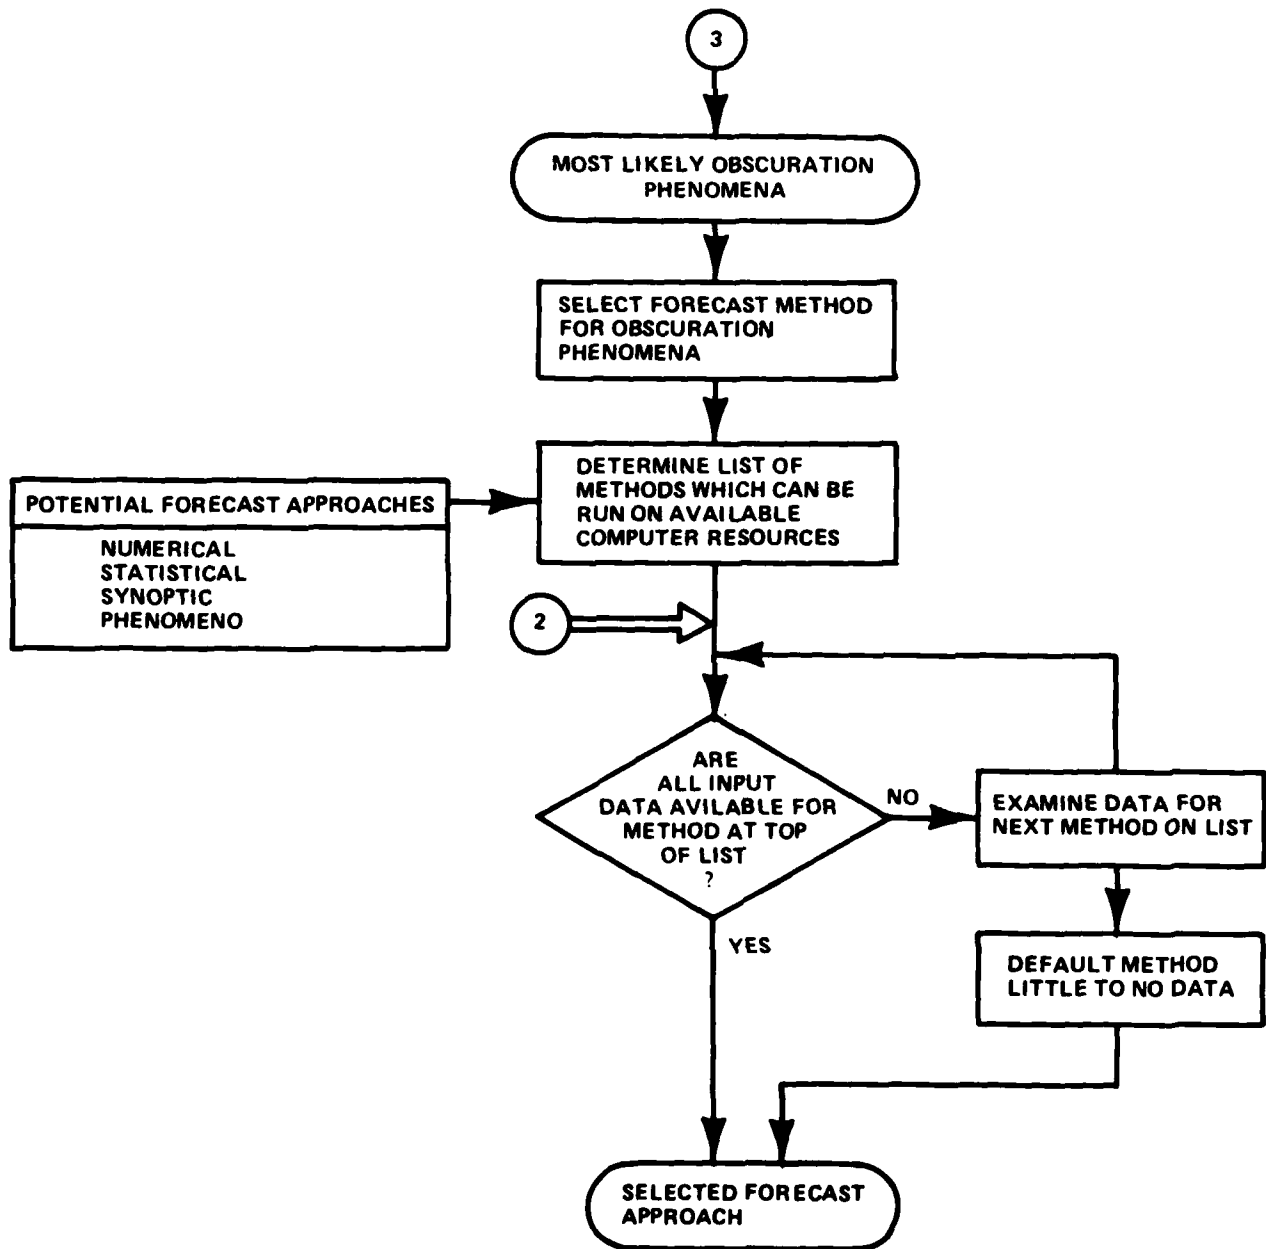 3
MOST LIKELY OBSCURATION
PHENOMENA
SELECT FORECAST METHOD
FOR OBSCURATION
PHENOMENA
DETERMINE LIST OF
METHODS WHICH CAN BE
RUN ON AVAILABLE
COMPUTER RESOURCES
POTENTIAL FORECAST APPROACHES
NUMERICAL
STATISTICAL
SYNOPTIC
PHENOMENO
2
ARE
ALL INPUT
DATA AVILABLE FOR
METHOD AT TOP
OF LIST
?
NO
EXAMINE DATA FOR
NEXT METHOD ON LIST
YES
DEFAULT METHOD
LITTLE TO NO DATA
SELECTED FORECAST
APPROACH